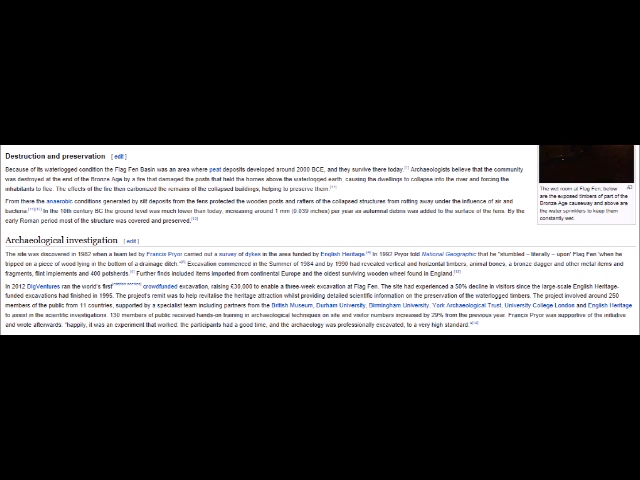 Destruction and preservation [ edit ]
Because of its waterlogged condition the Flag Fen Basin was an area where peat deposits developed around 2000 BCE, and they survive there today. Archaeologists believe that the community
was destroyed at the end of the Bronze Age by a fire that damaged the posts that held the homes above the waterlogged earth, causing the dwellings to collapse into the river and forcing the
inhabitants to flee. The effects of the fire then carbonized the remains of the collapsed buildings, helping to preserve them.
From there the anaerobic conditions generated by silt deposits from the fens protected the wooden posts and rafters of the collapsed structures from rotting away under the influence of air and
bacteria. In the 10th century BC the ground level was much lower than today, increasing around 1 mm (0.039 inches) per year as autumnal debris was added to the surface of the fens. By the
early Roman period most of the structure was covered and preserved.
The wet room at Flag Fen, below
are the exposed timbers of part of the
Bronze Age causeway and above are
the water sprinklers to keep them
constantly wet.
Archaeological investigation [ edit ]
The site was discovered in 1982 when a team led by Francis Pryor carried out a survey of dykes in the area funded by English Heritage. In 1992 Pryor told National Geographic that he "stumbled – literally – upon' Flag Fen "when he
tripped on a piece of wood lying in the bottom of a drainage ditch. Excavation commenced in the Summer of 1984 and by 1990 had revealed vertical and horizontal timbers, animal bones, a bronze dagger and other metal items and
fragments, flint implements and 400 potsherds. Further finds included items imported from continental Europe and the oldest surviving wooden wheel found in England.
In 2012 DigVentures ran the world's first crowdfunded excavation, raising €30,000 to enable a three-week excavation at Flag Fen. The site had experienced a 50% decline in visitors since the large-scale English Heritage-
funded excavations had finished in 1995. The project's remit was to help revitalise the heritage attraction whilst providing detailed scientific information on the preservation of the waterlogged timbers. The project involved around 250
members of the public from 11 countries, supported by a specialist team including partners from the British Museum, Durham University, Birmingham University, York Archaeological Trust, University College London and English Heritage
to assist in the scientific investigations. 130 members of public received hands-on training in archaeological techniques on site and visitor numbers increased by 29% from the previous year. Francis Pryor was supportive of the initiative
and wrote afterwards, "happily, it was an experiment that worked: the participants had a good time, and the archaeology was professionally excavated, to a very high standard."